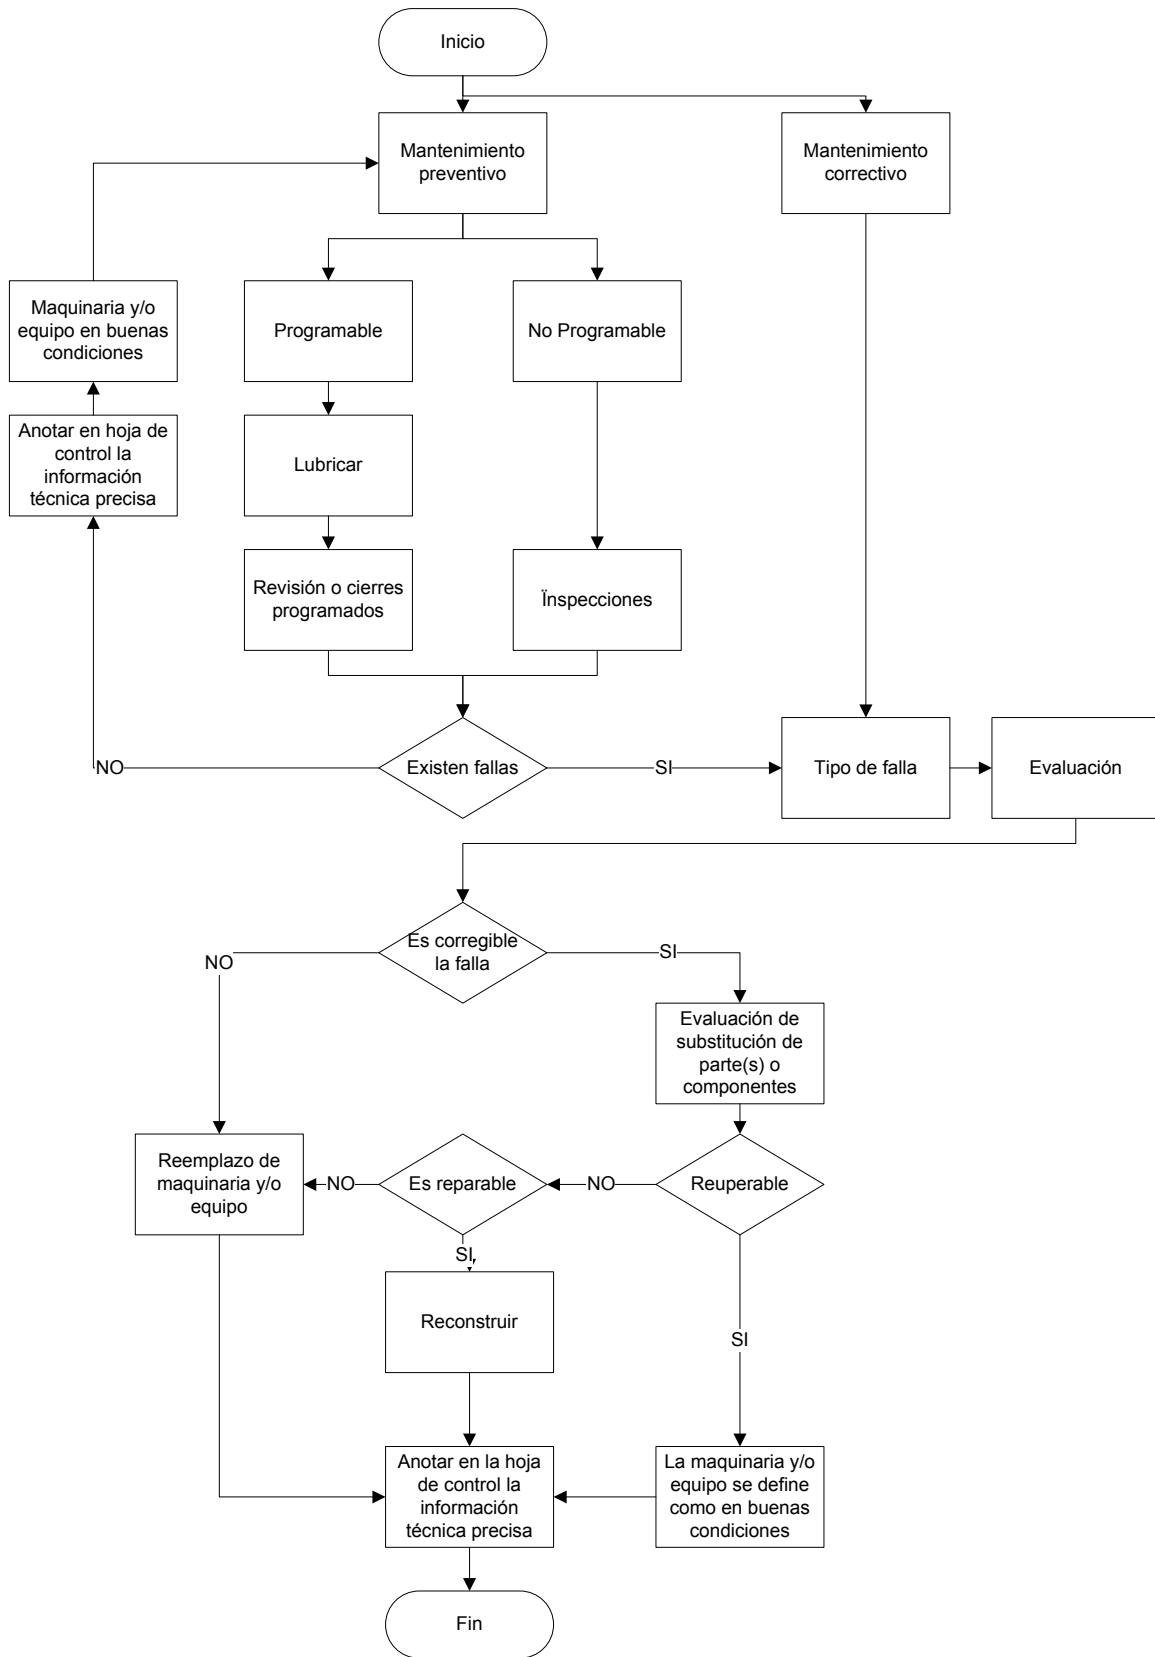 Inicio
Mantenimiento
preventivo
Mantenimiento
correctivo
Maquinaria y/o
equipo en buenas
condiciones
Programable
No Programable
Anotar en hoja de
control la
información
técnica precisa
Lubricar
Revisión o cierres
programados
Ïnspecciones
NO
Existen fallas
SI
Tipo de falla
Evaluación
Es corregible
la falla
NO
SI
Evaluación de
substitución de
parte(s) o
componentes
Reemplazo de
maquinaria y/o
equipo
NO
Es reparable
NO
Reuperable
SI
Reconstruir
SI
Anotar en la hoja
de control la
información
técnica precisa
La maquinaria y/o
equipo se define
como en buenas
condiciones
Fin